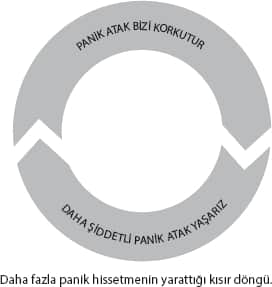 PANİK ATAK BİZİ KORKUTUR
DAHA ŞİDDETLİ PANİK ATAK YAŞARIZ
Daha fazla panik hissetmenin yarattığı kısır döngü.